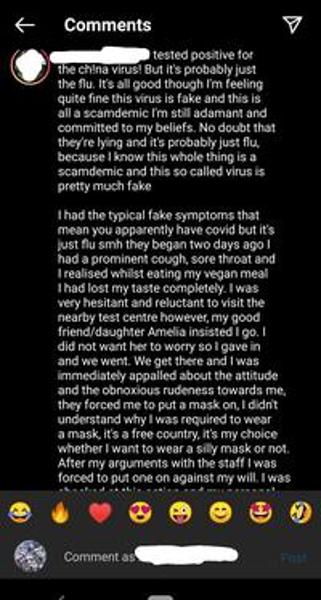 Comments
tested positive for
the ch!na virus! But it's probably just
the flu. It's all good though I'm feeling
quite fine this virus is fake and this is
all a scamdemic I'm still adamant and
committed to my beliefs. No doubt that
they're lying and it's probably just flu,
because I know this whole thing is a
scamdemic and this so called virus is
pretty much fake
I had the typical fake symptoms that
mean you apparently have covid but it's
just flu smh they began two days ago I
had a prominent cough, sore throat and
I realised whilst eating my vegan meal
I had lost my taste completely. I was
very hesitant and reluctant to visit the
nearby test centre however, my good
friend/daughter Amelia insisted I go. I
did not want her to worry so I gave in
and we went. We get there and I was
immediately appalled about the attitude
and the obnoxious rudeness towards me,
they forced me to put a mask on, I didn't
understand why I was required to wear
a mask, it's a free country, it's my choice
whether I want to wear a silly mask or not.
After my arguments with the staff I was
forced to put one on against my will. I was
Comment as
Post